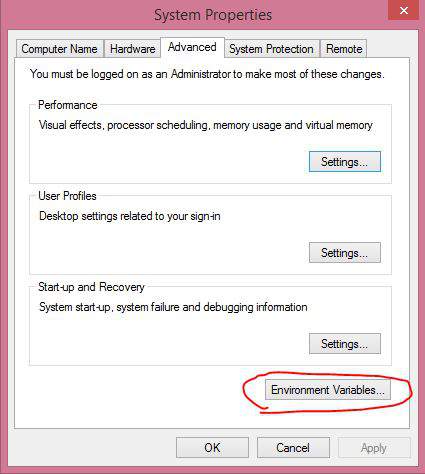 System Properties
Computer Name Hardware Advanced System Protection Remote
You must be logged on as an Administrator to make most of these changes.
Performance
Visual effects, processor scheduling, memory usage and virtual memory
Settings...
User Profiles
Desktop settings related to your sign-in
Settings...
Start-up and Recovery
System start-up, system failure and debugging information
Settings...
Environment Variables...
OK Cancel Apply